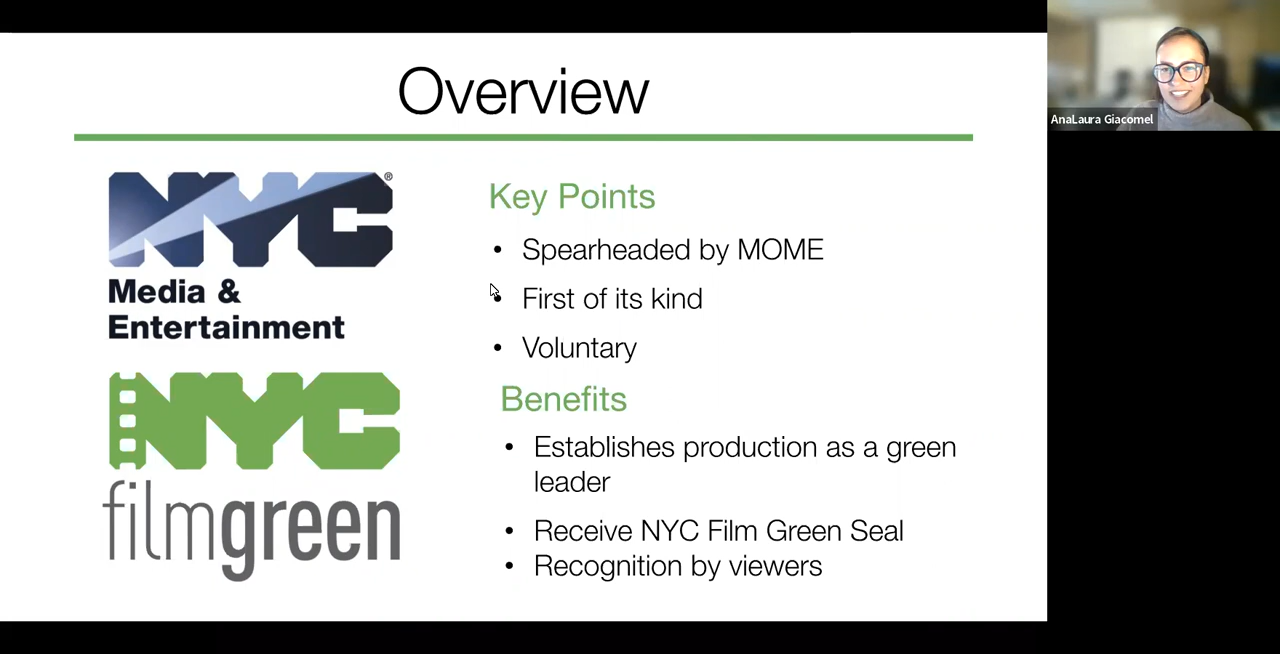 Overview
NYC®
Media &
Entertainment
NYC
filmgreen
Key Points
• Spearheaded by MOME
• First of its kind
• Voluntary
Benefits
• Establishes production as a green
leader
• Receive NYC Film Green Seal
• Recognition by viewers
AnaLaura Giacomel